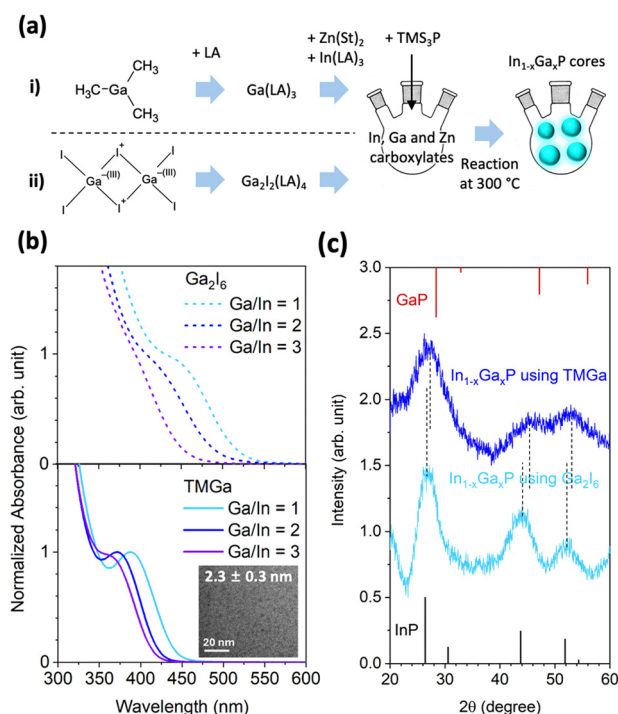 (a)
+ LA
+ Zn(St)₂
+ In(LA)₃
+ TMS₃P
In₁₋ₓGaₓP cores
i)
CH₃
H₃C-Ga
CH₃
Ga(LA)₃
In, Ga and Zn
carboxylates
Reaction
at 300 °C
ii)
I I⁺ I
Ga⁻⁽ᴵᴵᴵ⁾ Ga⁻⁽ᴵᴵᴵ⁾
I I⁺ I
Ga₂I₂(LA)₄
(b)
Normalized Absorbance (arb. unit)
Ga₂I₆
Ga/In = 1
Ga/In = 2
Ga/In = 3
1
0
TMGa
Ga/In = 1
Ga/In = 2
Ga/In = 3
1
2.3 ± 0.3 nm
20 nm
0
300 350 400 450 500 550 600
Wavelength (nm)
(c)
Intensity (arb. unit)
3.0
2.5
2.0
1.5
1.0
0.5
0.0
GaP
In₁₋ₓGaₓP using TMGa
In₁₋ₓGaₓP using Ga₂I₆
InP
20 30 40 50 60
2θ (degree)